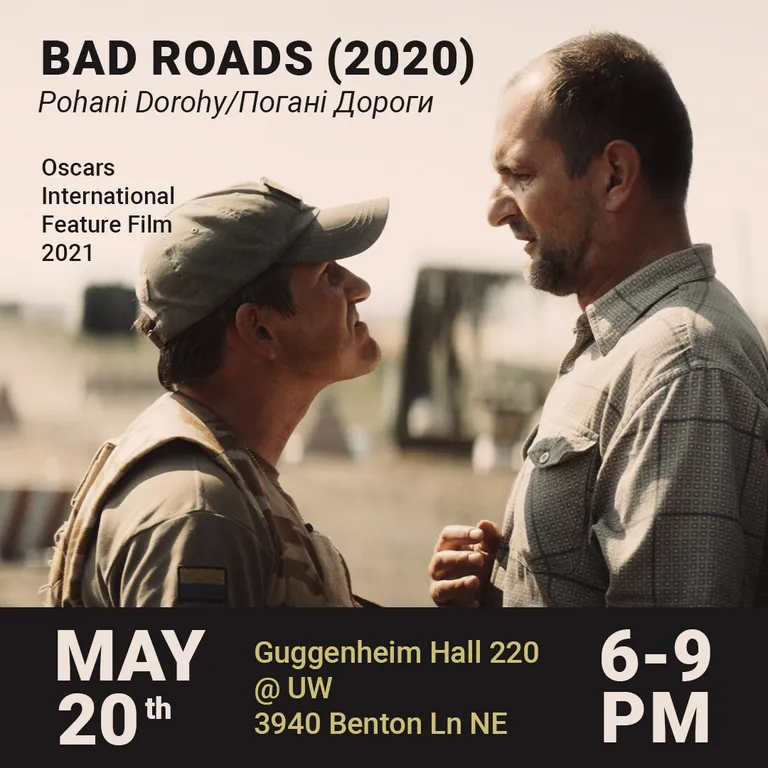 BAD ROADS (2020)
Pohani Dorohy/Погані Дороги
Oscars
International
Feature Film
2021
MAY
20th
Guggenheim Hall 220
@ UW
3940 Benton Ln NE
6-9
PM